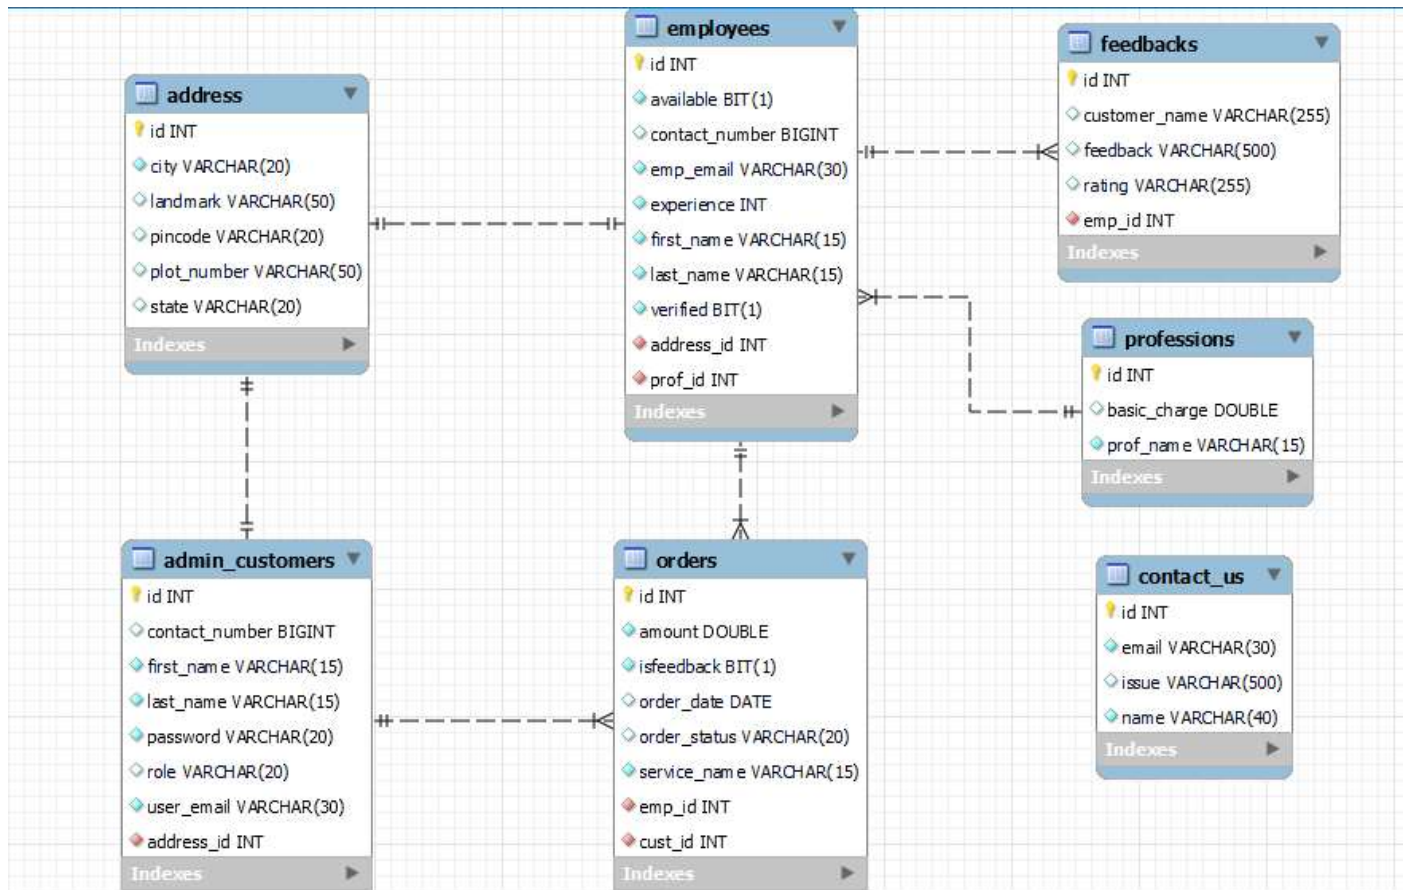 address
id INT
city VARCHAR(20)
landmark VARCHAR(50)
pincode VARCHAR(20)
plot_number VARCHAR(50)
state VARCHAR(20)
Indexes
employees
id INT
available BIT(1)
contact_number BIGINT
emp_email VARCHAR(30)
experience INT
first_name VARCHAR(15)
last_name VARCHAR(15)
verified BIT(1)
address_id INT
prof_id INT
Indexes
feedbacks
id INT
customer_name VARCHAR(255)
feedback VARCHAR(500)
rating VARCHAR(255)
emp_id INT
Indexes
professions
id INT
basic_charge DOUBLE
prof_name VARCHAR(15)
Indexes
admin_customers
id INT
contact_number BIGINT
first_name VARCHAR(15)
last_name VARCHAR(15)
password VARCHAR(20)
role VARCHAR(20)
user_email VARCHAR(30)
address_id INT
Indexes
orders
id INT
amount DOUBLE
isfeedback BIT(1)
order_date DATE
order_status VARCHAR(20)
service_name VARCHAR(15)
emp_id INT
cust_id INT
Indexes
contact_us
id INT
email VARCHAR(30)
issue VARCHAR(500)
name VARCHAR(40)
Indexes